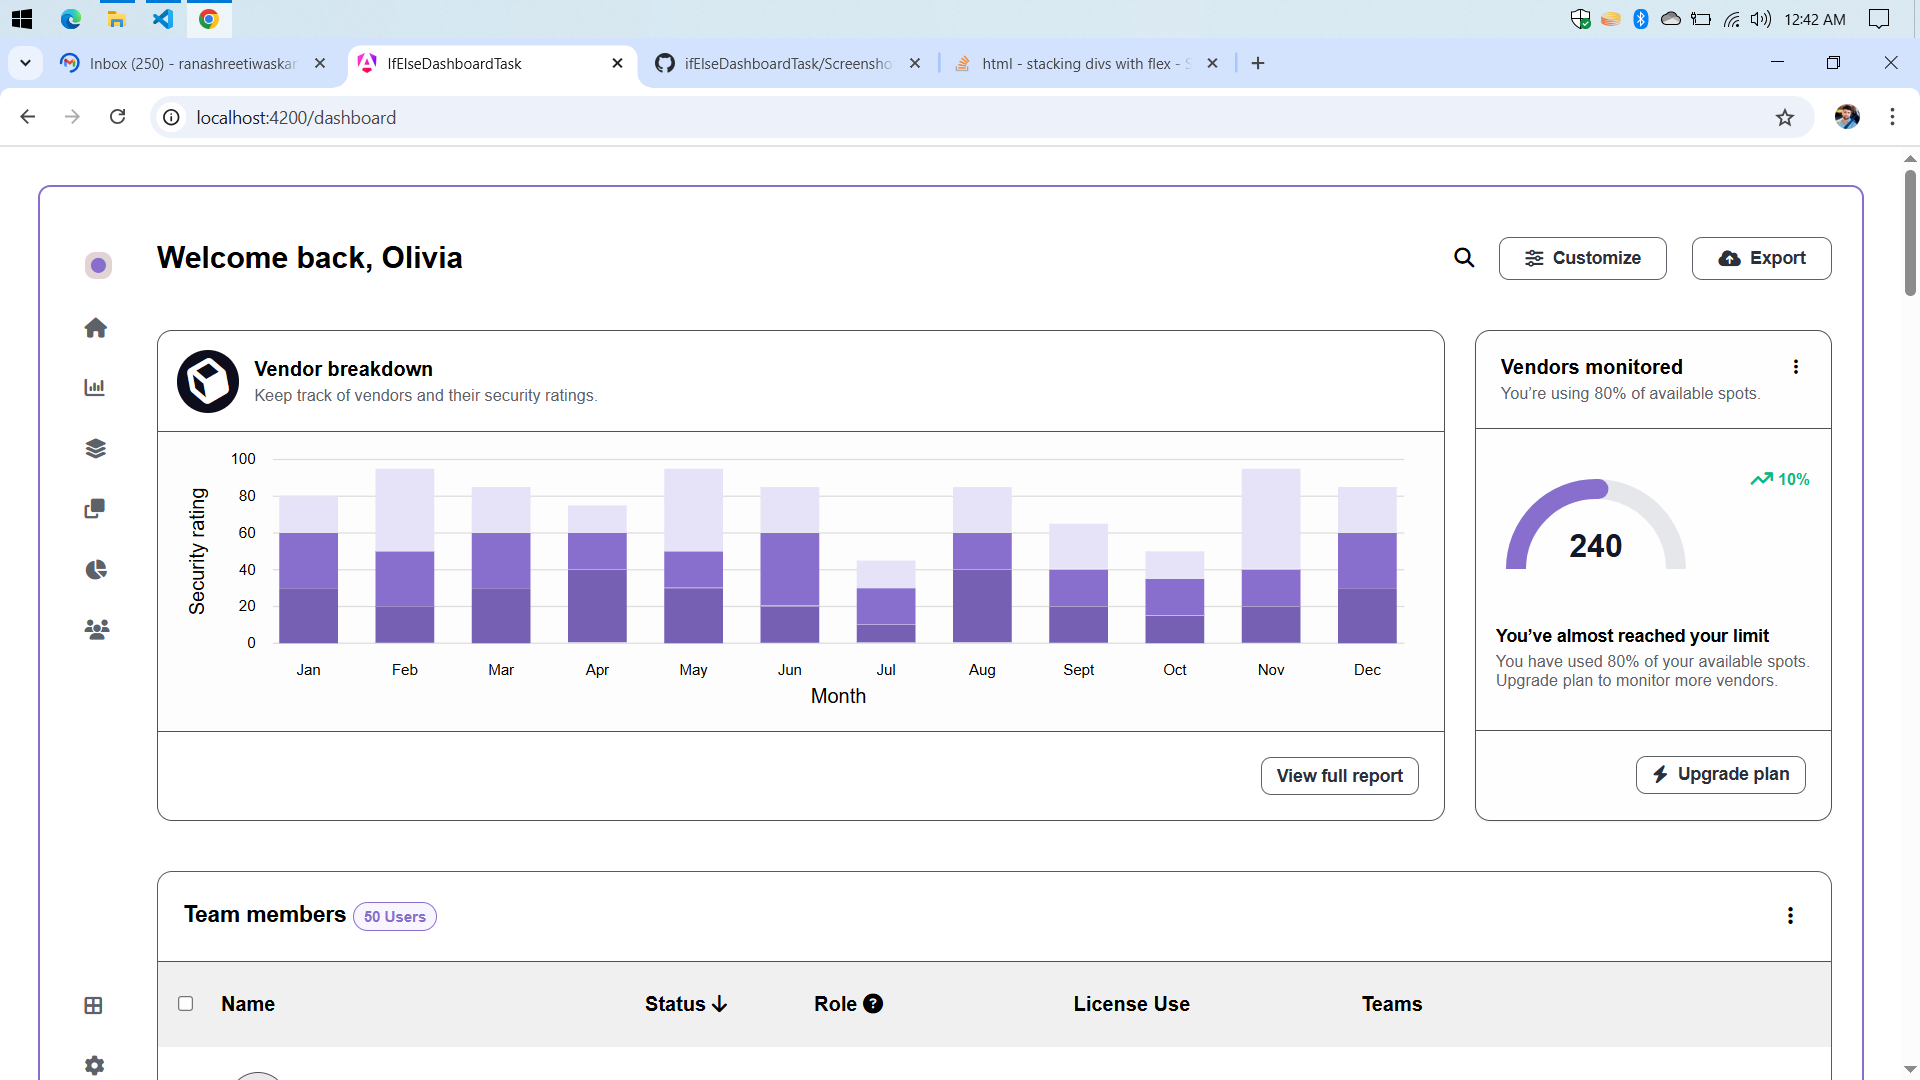 12:42 AM
Inbox (250) - ranashreetiwaskar
IfElseDashboardTask
ifElseDashboardTask/Screensho
html - stacking divs with flex - S
localhost:4200/dashboard
Welcome back, Olivia
Customize
Export
Vendor breakdown
Keep track of vendors and their security ratings.
Security rating
100
80
60
40
20
0
Jan Feb Mar Apr May Jun Jul Aug Sept Oct Nov Dec
Month
View full report
Vendors monitored
You’re using 80% of available spots.
10%
240
You’ve almost reached your limit
You have used 80% of your available spots.
Upgrade plan to monitor more vendors.
Upgrade plan
Team members 50 Users
Name Status Role License Use Teams